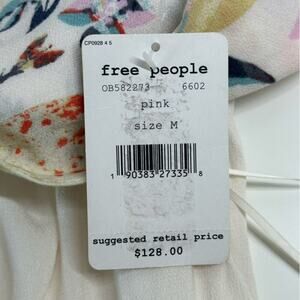 CP0928 4 5
free people
OB582273 6602
pink
size M
1 90383 27335 8
suggested retail price
$128.00